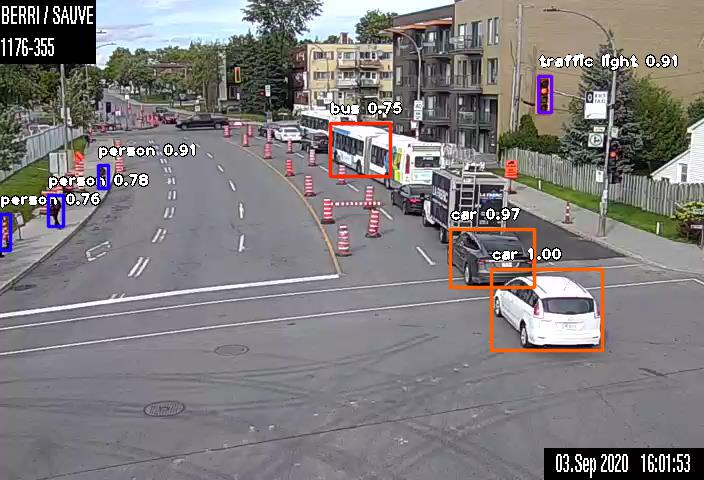 BERRI / SAUVE
1176-355
traffic light 0.91
bus 0.75
person 0.91
person 0.78
person 0.76
car 0.97
car 1.00
03.Sep 2020 16:01:53